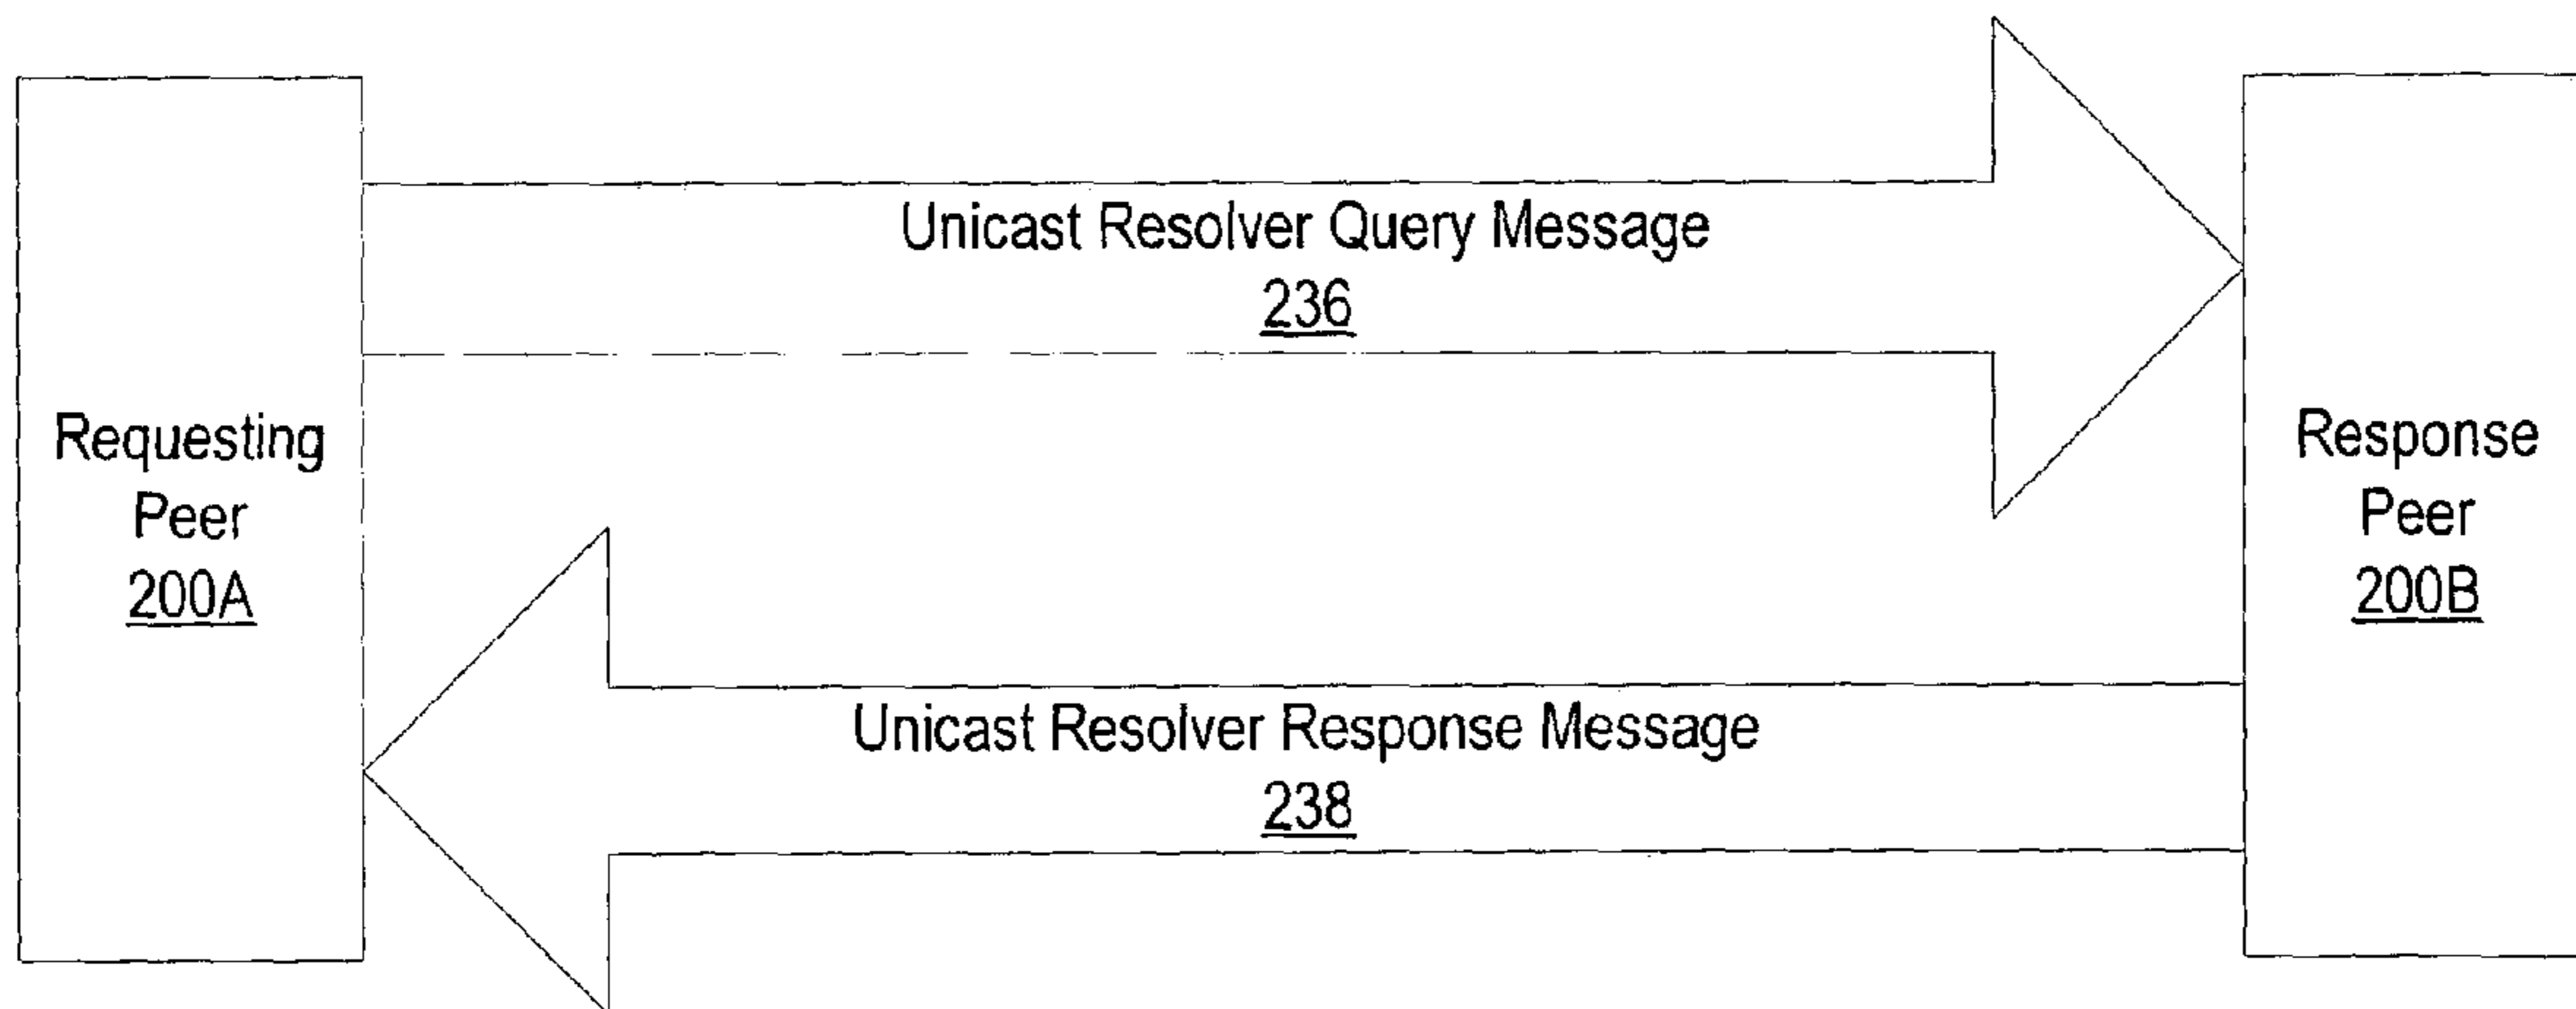 Unicast Resolver Query Message
236
Requesting
Peer
200A
Response
Peer
200B
Unicast Resolver Response Message
238